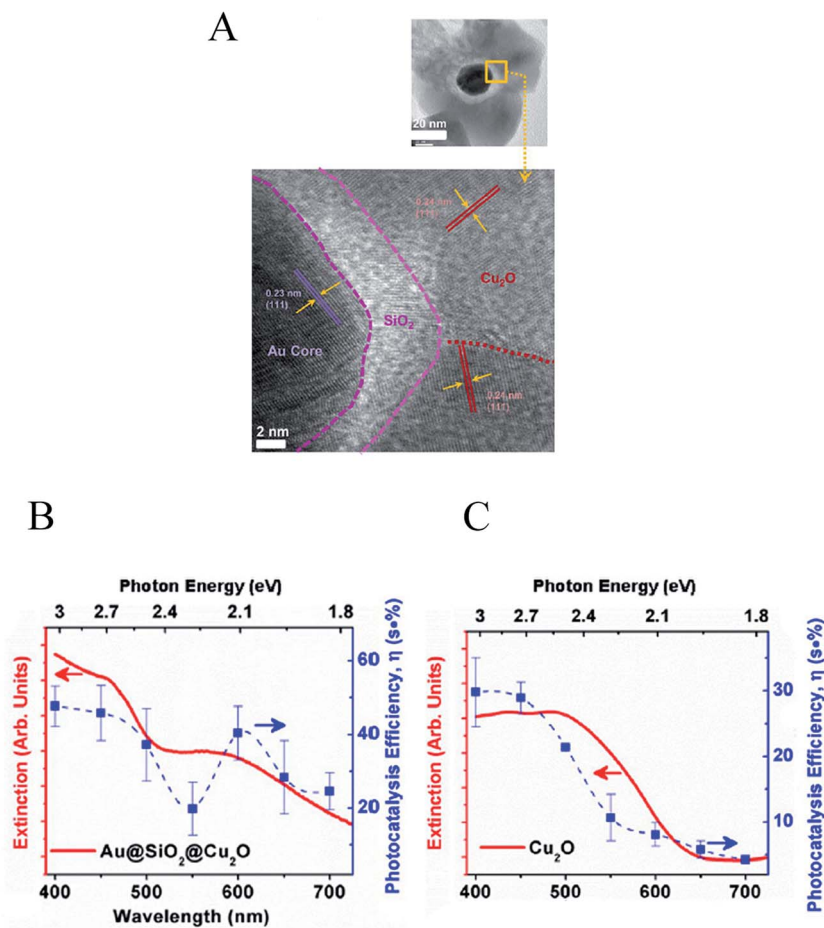 A
20 nm
0.24 nm
(111)
Cu₂O
0.23 nm
(111)
SiO₂
Au Core
0.24 nm
(111)
2 nm
B
Photon Energy (eV)
3 2.7 2.4 2.1 1.8
Extinction (Arb. Units)
60
40
20
Photocatalysis Efficiency, η (s•%)
Au@SiO₂@Cu₂O
400 500 600 700
Wavelength (nm)
C
Photon Energy (eV)
3 2.7 2.4 2.1 1.8
Extinction (Arb. Units)
30
20
10
Photocatalysis Efficiency, η (s•%)
Cu₂O
400 500 600 700